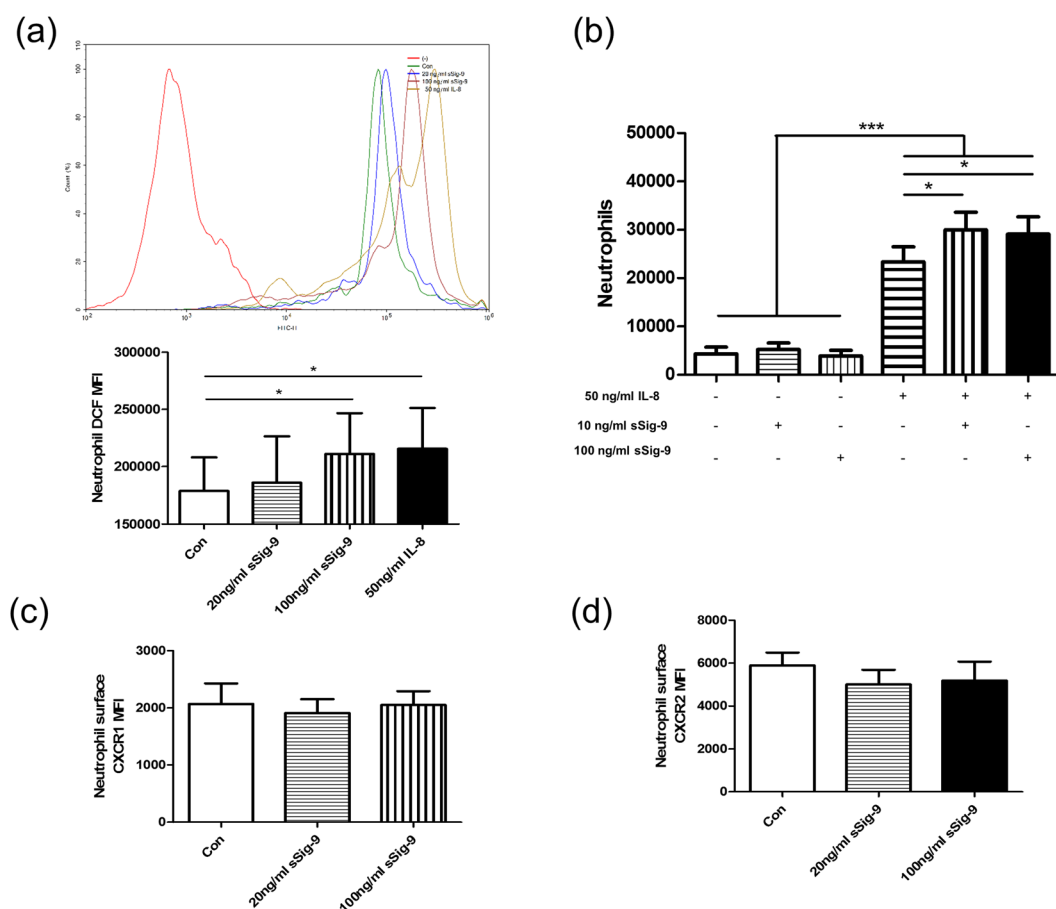 (a)
110
100
80
60
40
20
0
Count (%)
10² 10³ 10⁴ 10⁵ 10⁶
(-)
Con
20 ng/ml sSig-9
100 ng/ml sSig-9
50 ng/ml IL-8
300000
250000
200000
150000
Neutrophil DCF MFI
*
*
Con
20ng/ml sSig-9
100ng/ml sSig-9
50ng/ml IL-8
(b)
50000
40000
30000
20000
10000
0
Neutrophils
***
*
*
50 ng/ml IL-8 - - - + + +
10 ng/ml sSig-9 - + - - + -
100 ng/ml sSig-9 - - + - - +
(c)
3000
2000
1000
0
Neutrophil surface
CXCR1 MFI
Con
20ng/ml sSig-9
100ng/ml sSig-9
(d)
8000
6000
4000
2000
0
Neutrophil surface
CXCR2 MFI
Con
20ng/ml sSig-9
100ng/ml sSig-9